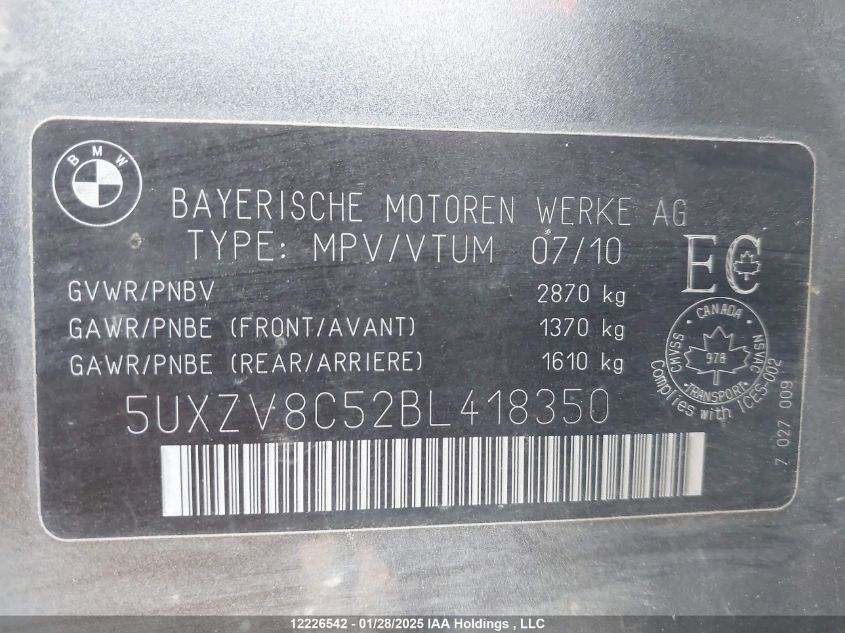 BMW
BAYERISCHE MOTOREN WERKE AG
TYPE: MPV/VTUM 07/10
EC
GVWR/PNBV 2870 kg
GAWR/PNBE (FRONT/AVANT) 1370 kg
GAWR/PNBE (REAR/ARRIERE) 1610 kg
CANADA
CMVSS NSVAC
978
TRANSPORT
Complies with ICES-002
7 027 009
5UXZV8C52BL418350
12226542 - 01/28/2025 IAA Holdings , LLC